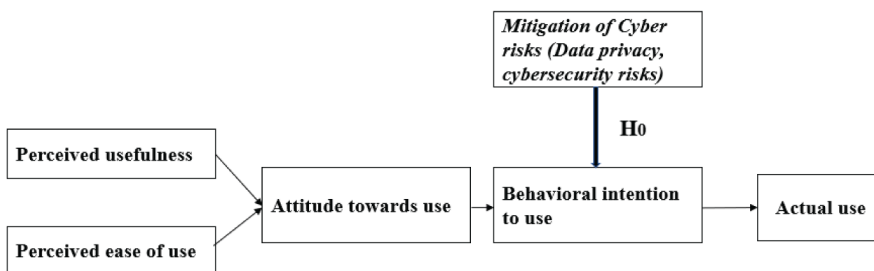 Mitigation of Cyber
risks (Data privacy,
cybersecurity risks)
H0
Perceived usefulness
Attitude towards use
Behavioral intention
to use
Actual use
Perceived ease of use